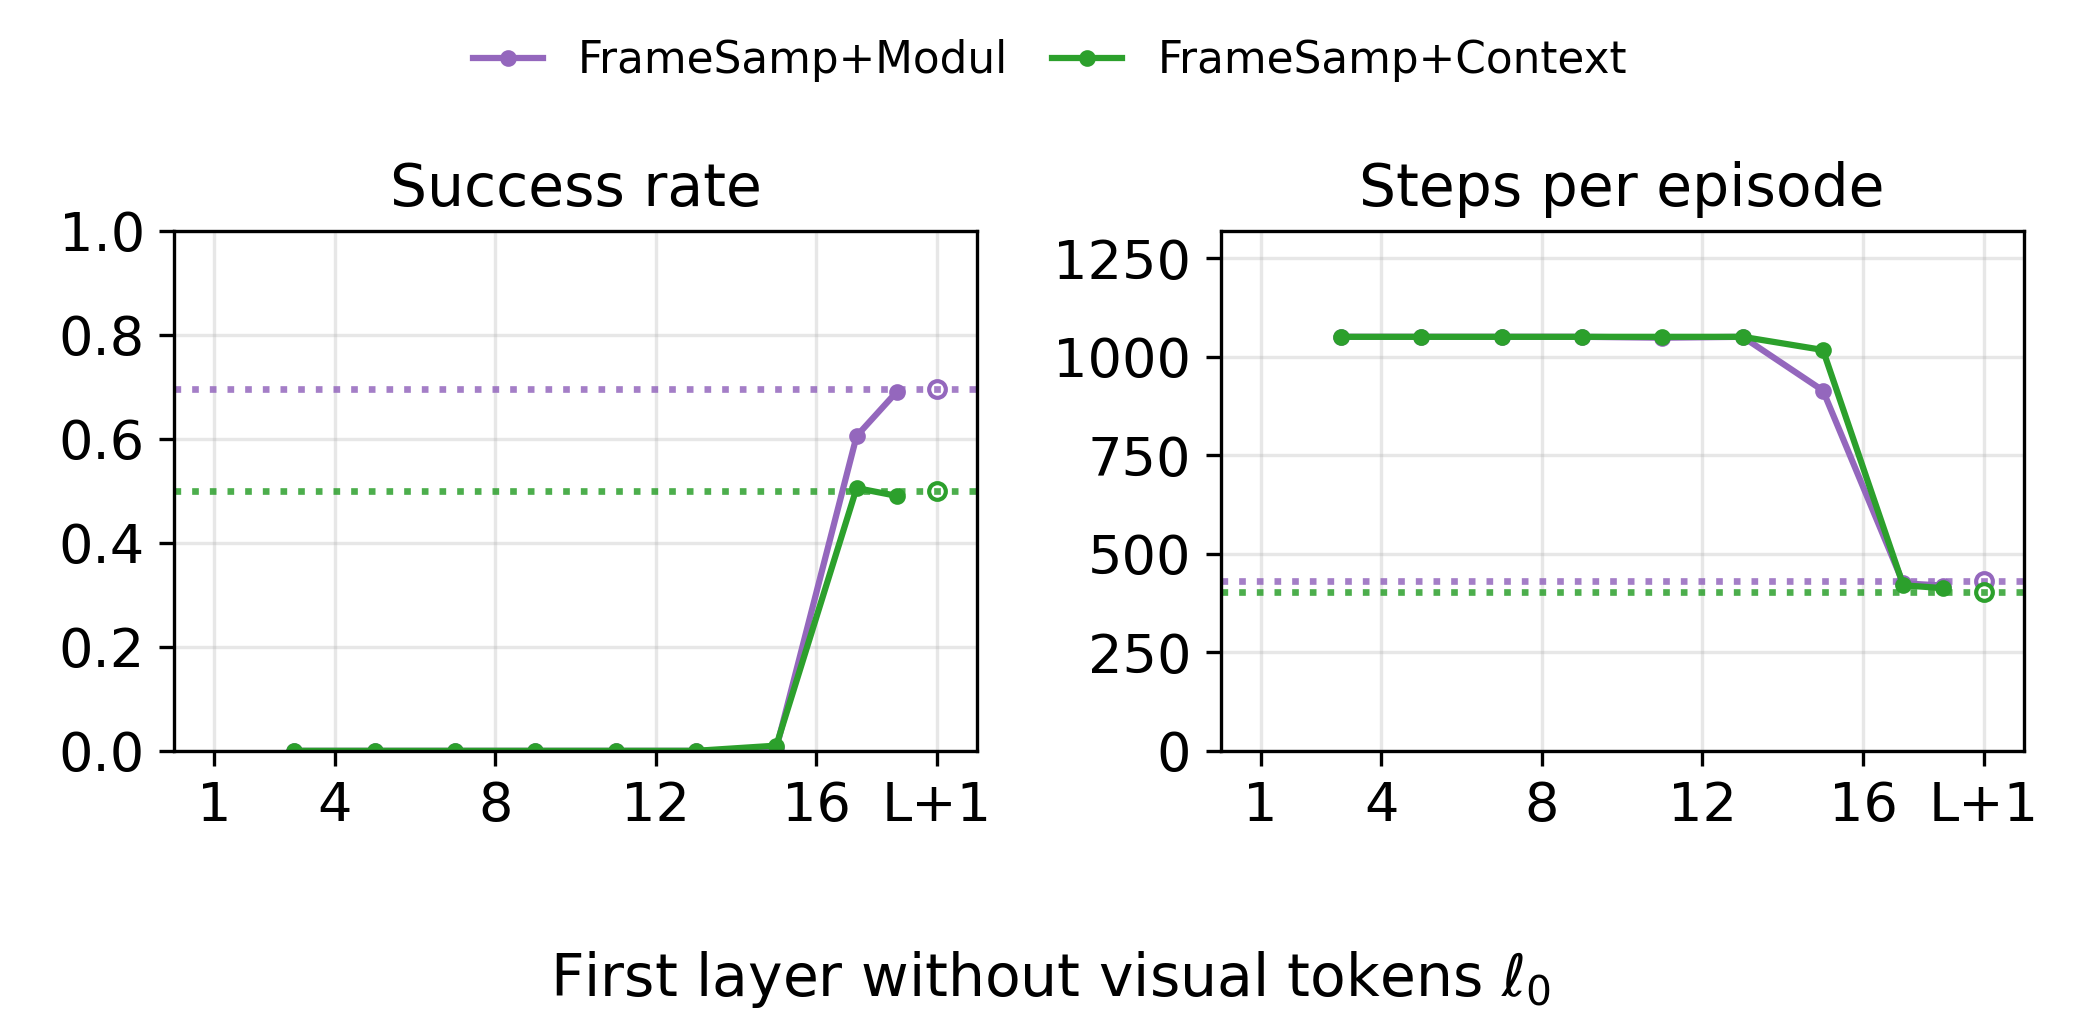 FrameSamp+Modul FrameSamp+Context
Success rate
1.0
0.8
0.6
0.4
0.2
0.0
1 4 8 12 16 L+1
Steps per episode
1250
1000
750
500
250
0
1 4 8 12 16 L+1
First layer without visual tokens ℓ₀